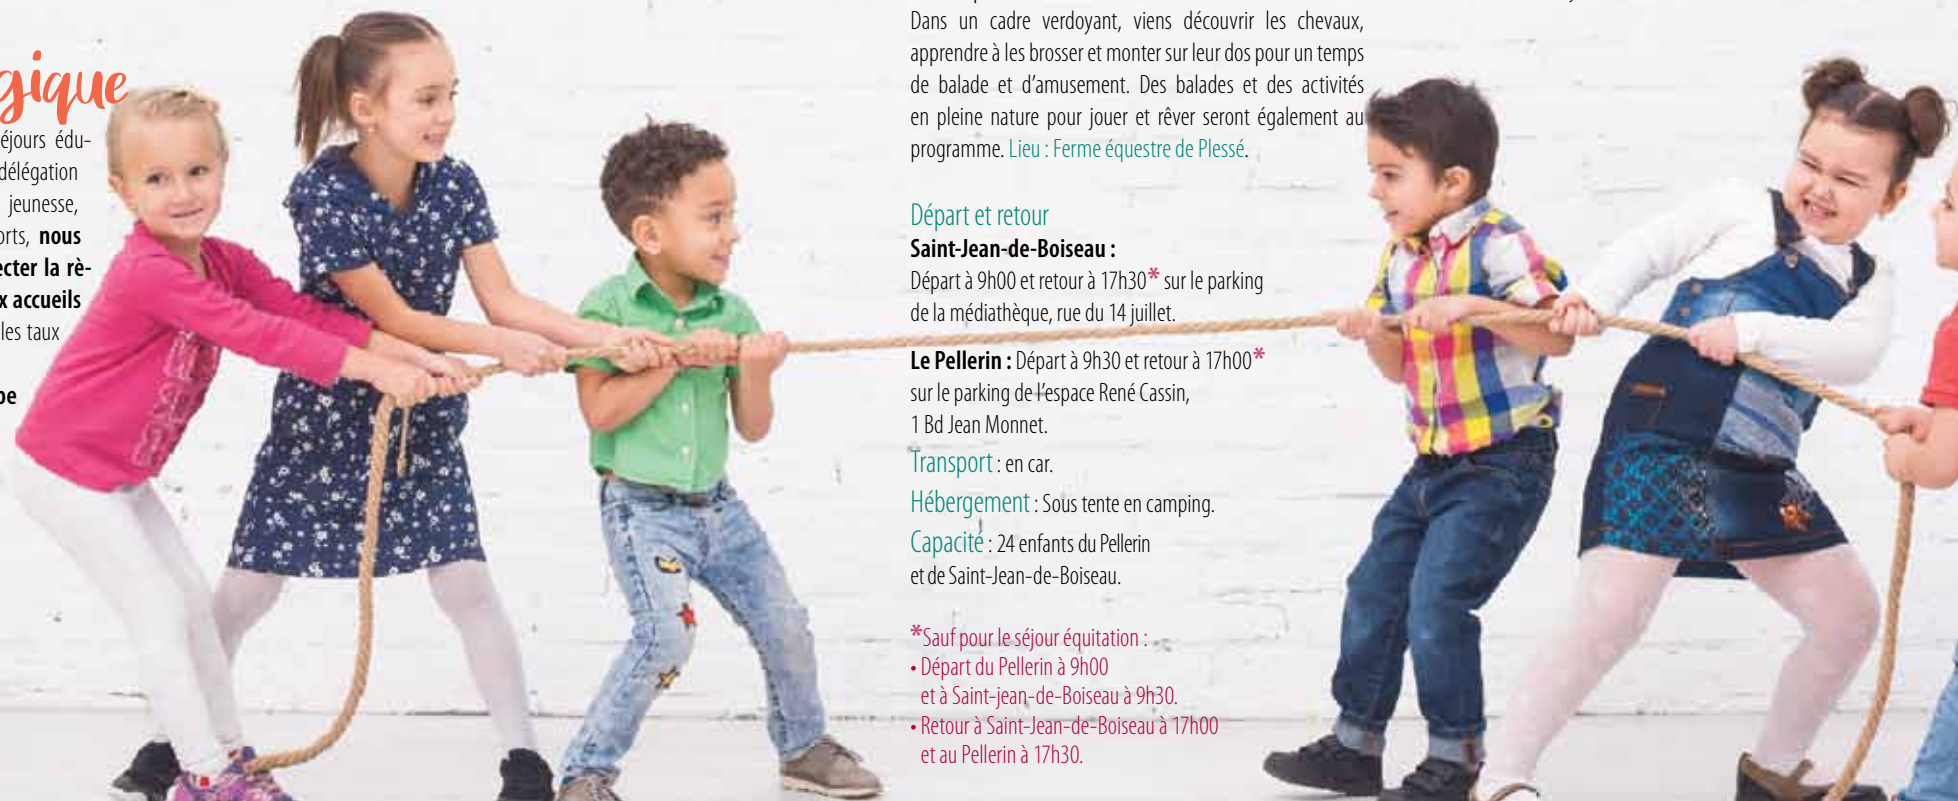 gique
éjours édu-
délégation
jeunesse,
orts, nous
ecter la rè-
x accueils
les taux
pe
Dans un cadre verdoyant, viens découvrir les chevaux,
apprendre à les brosser et monter sur leur dos pour un temps
de balade et d'amusement. Des balades et des activités
en pleine nature pour jouer et rêver seront également au
programme. Lieu : Ferme équestre de Plessé.
Départ et retour
Saint-Jean-de-Boiseau :
Départ à 9h00 et retour à 17h30* sur le parking
de la médiathèque, rue du 14 juillet.
Le Pellerin : Départ à 9h30 et retour à 17h00*
sur le parking de l'espace René Cassin,
1 Bd Jean Monnet.
Transport : en car.
Hébergement : Sous tente en camping.
Capacité : 24 enfants du Pellerin
et de Saint-Jean-de-Boiseau.
*Sauf pour le séjour équitation :
• Départ du Pellerin à 9h00
et à Saint-jean-de-Boiseau à 9h30.
• Retour à Saint-Jean-de-Boiseau à 17h00
et au Pellerin à 17h30.